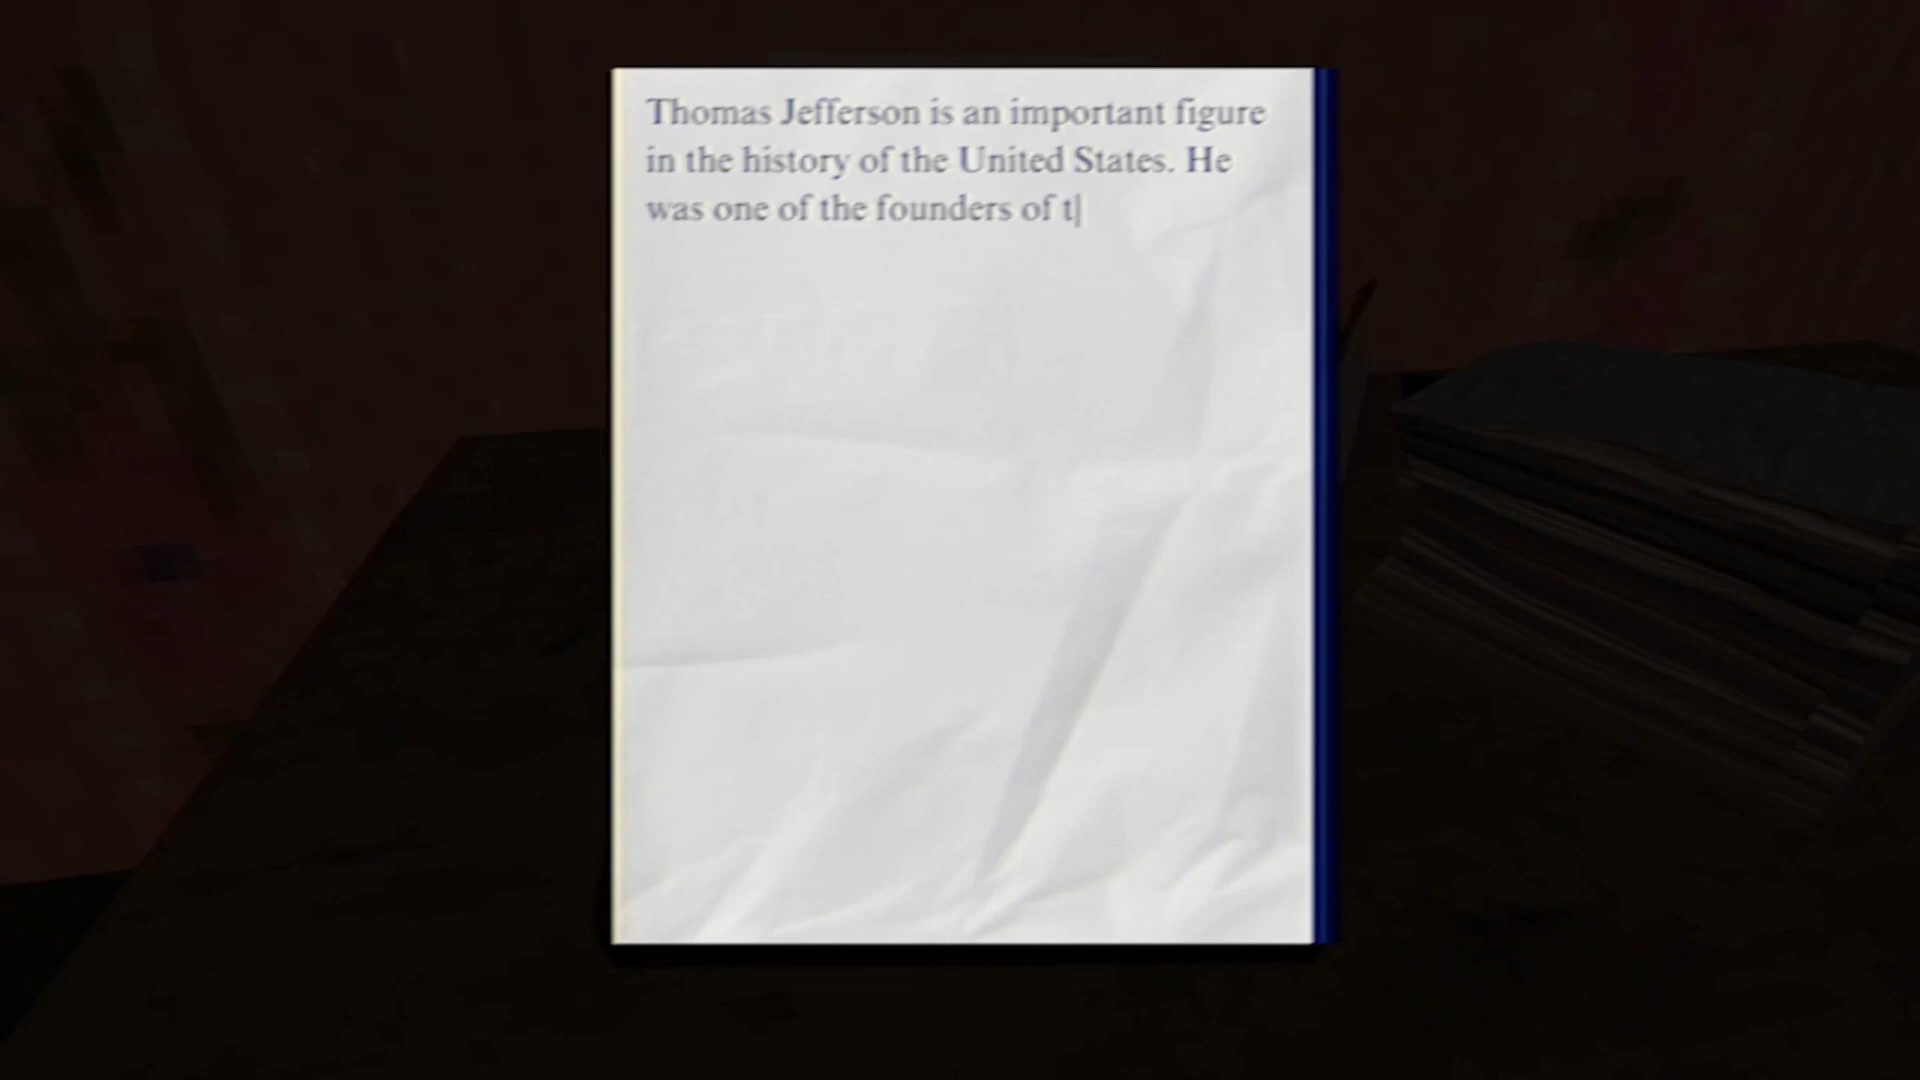 Thomas Jefferson is an important figure
in the history of the United States. He
was one of the founders of t|